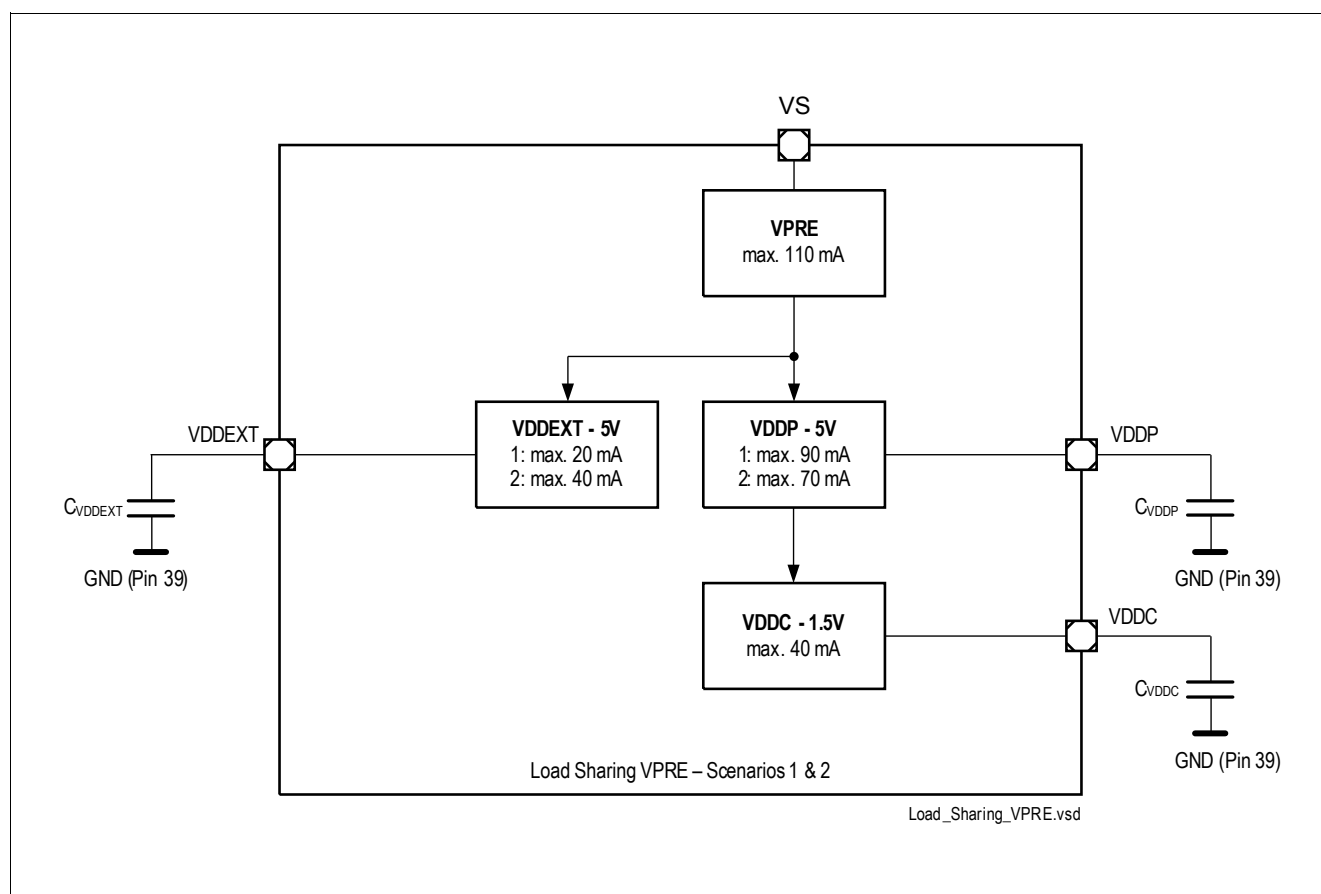 VS
VPRE
max. 110 mA
VDDEXT
VDDEXT - 5V
1: max. 20 mA
2: max. 40 mA
VDDP - 5V
1: max. 90 mA
2: max. 70 mA
VDDP
CVDDEXT
GND (Pin 39)
CVDDP
GND (Pin 39)
VDDC - 1.5V
max. 40 mA
VDDC
CVDDC
GND (Pin 39)
Load Sharing VPRE – Scenarios 1 & 2
Load_Sharing_VPRE.vsd